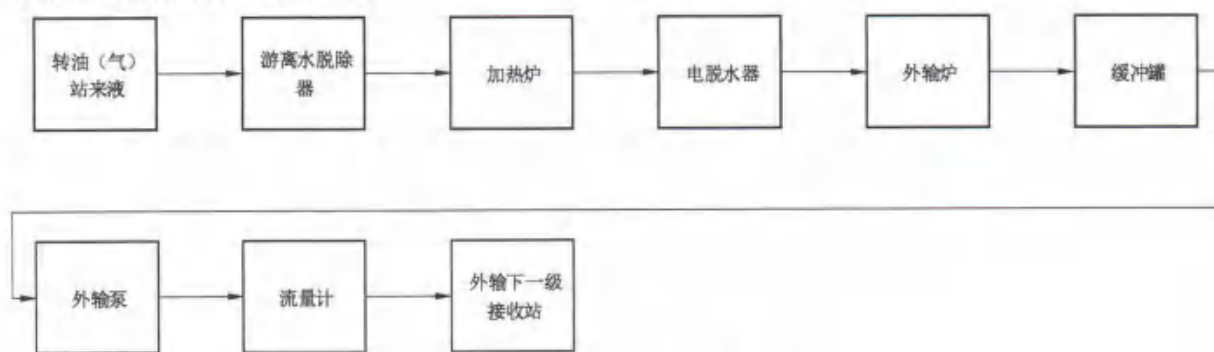 转油（气）
站来液
游离水脱除
器
加热炉
电脱水器
外输炉
缓冲罐
外输泵
流量计
外输下一级
接收站